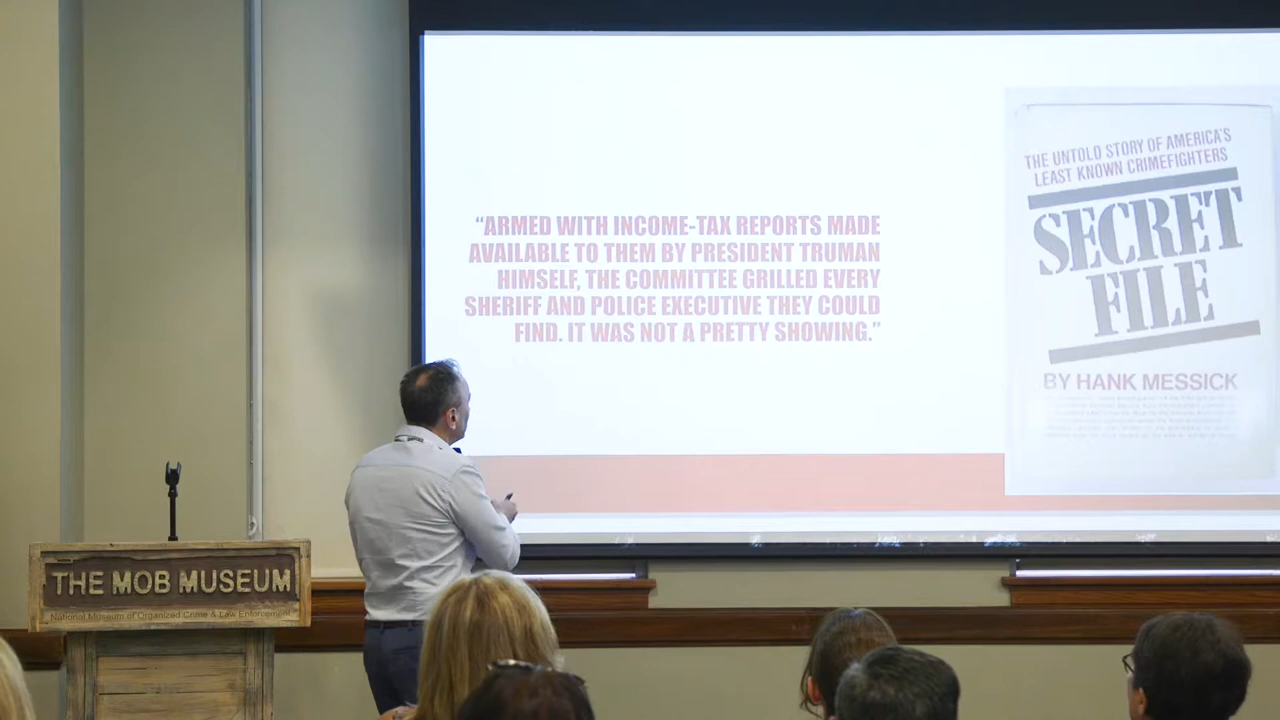 “ARMED WITH INCOME-TAX REPORTS MADE
AVAILABLE TO THEM BY PRESIDENT TRUMAN
HIMSELF, THE COMMITTEE GRILLED EVERY
SHERIFF AND POLICE EXECUTIVE THEY COULD
FIND. IT WAS NOT A PRETTY SHOWING.”
THE UNTOLD STORY OF AMERICA'S
LEAST KNOWN CRIMEFIGHTERS
SECRET
FILE
BY HANK MESSICK
THE MOB MUSEUM
National Museum of Organized Crime & Law Enforcement